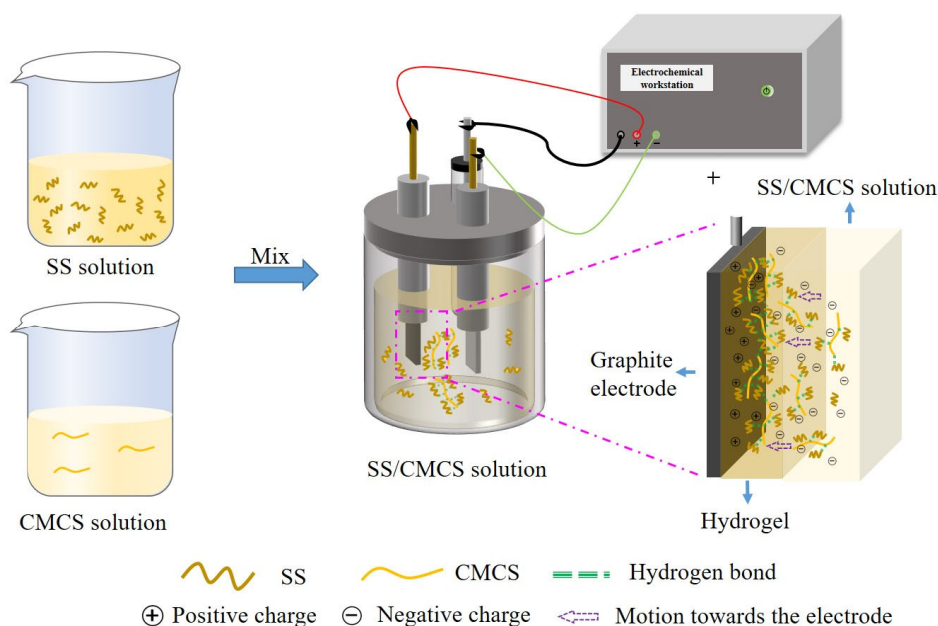 Electrochemical
workstation
+
−
+
SS/CMCS solution
SS solution
Mix
Graphite
electrode
CMCS solution
SS/CMCS solution
Hydrogel
SS
CMCS
Hydrogen bond
⊕ Positive charge
⊖ Negative charge
Motion towards the electrode